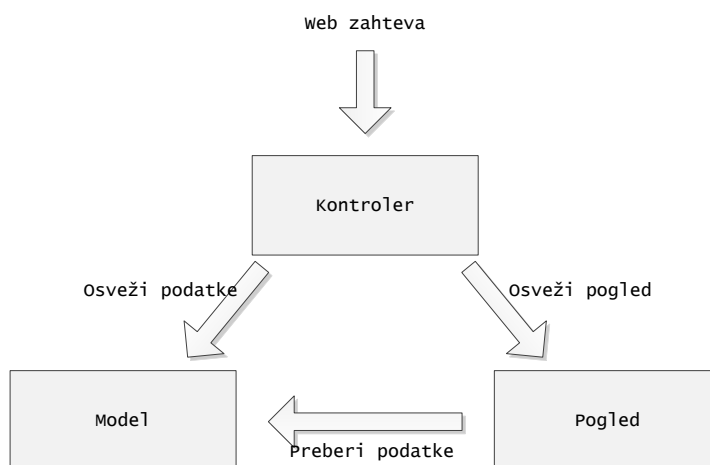 Web zahteva
Kontroler
Osveži podatke
Osveži pogled
Model
Pogled
Preberi podatke